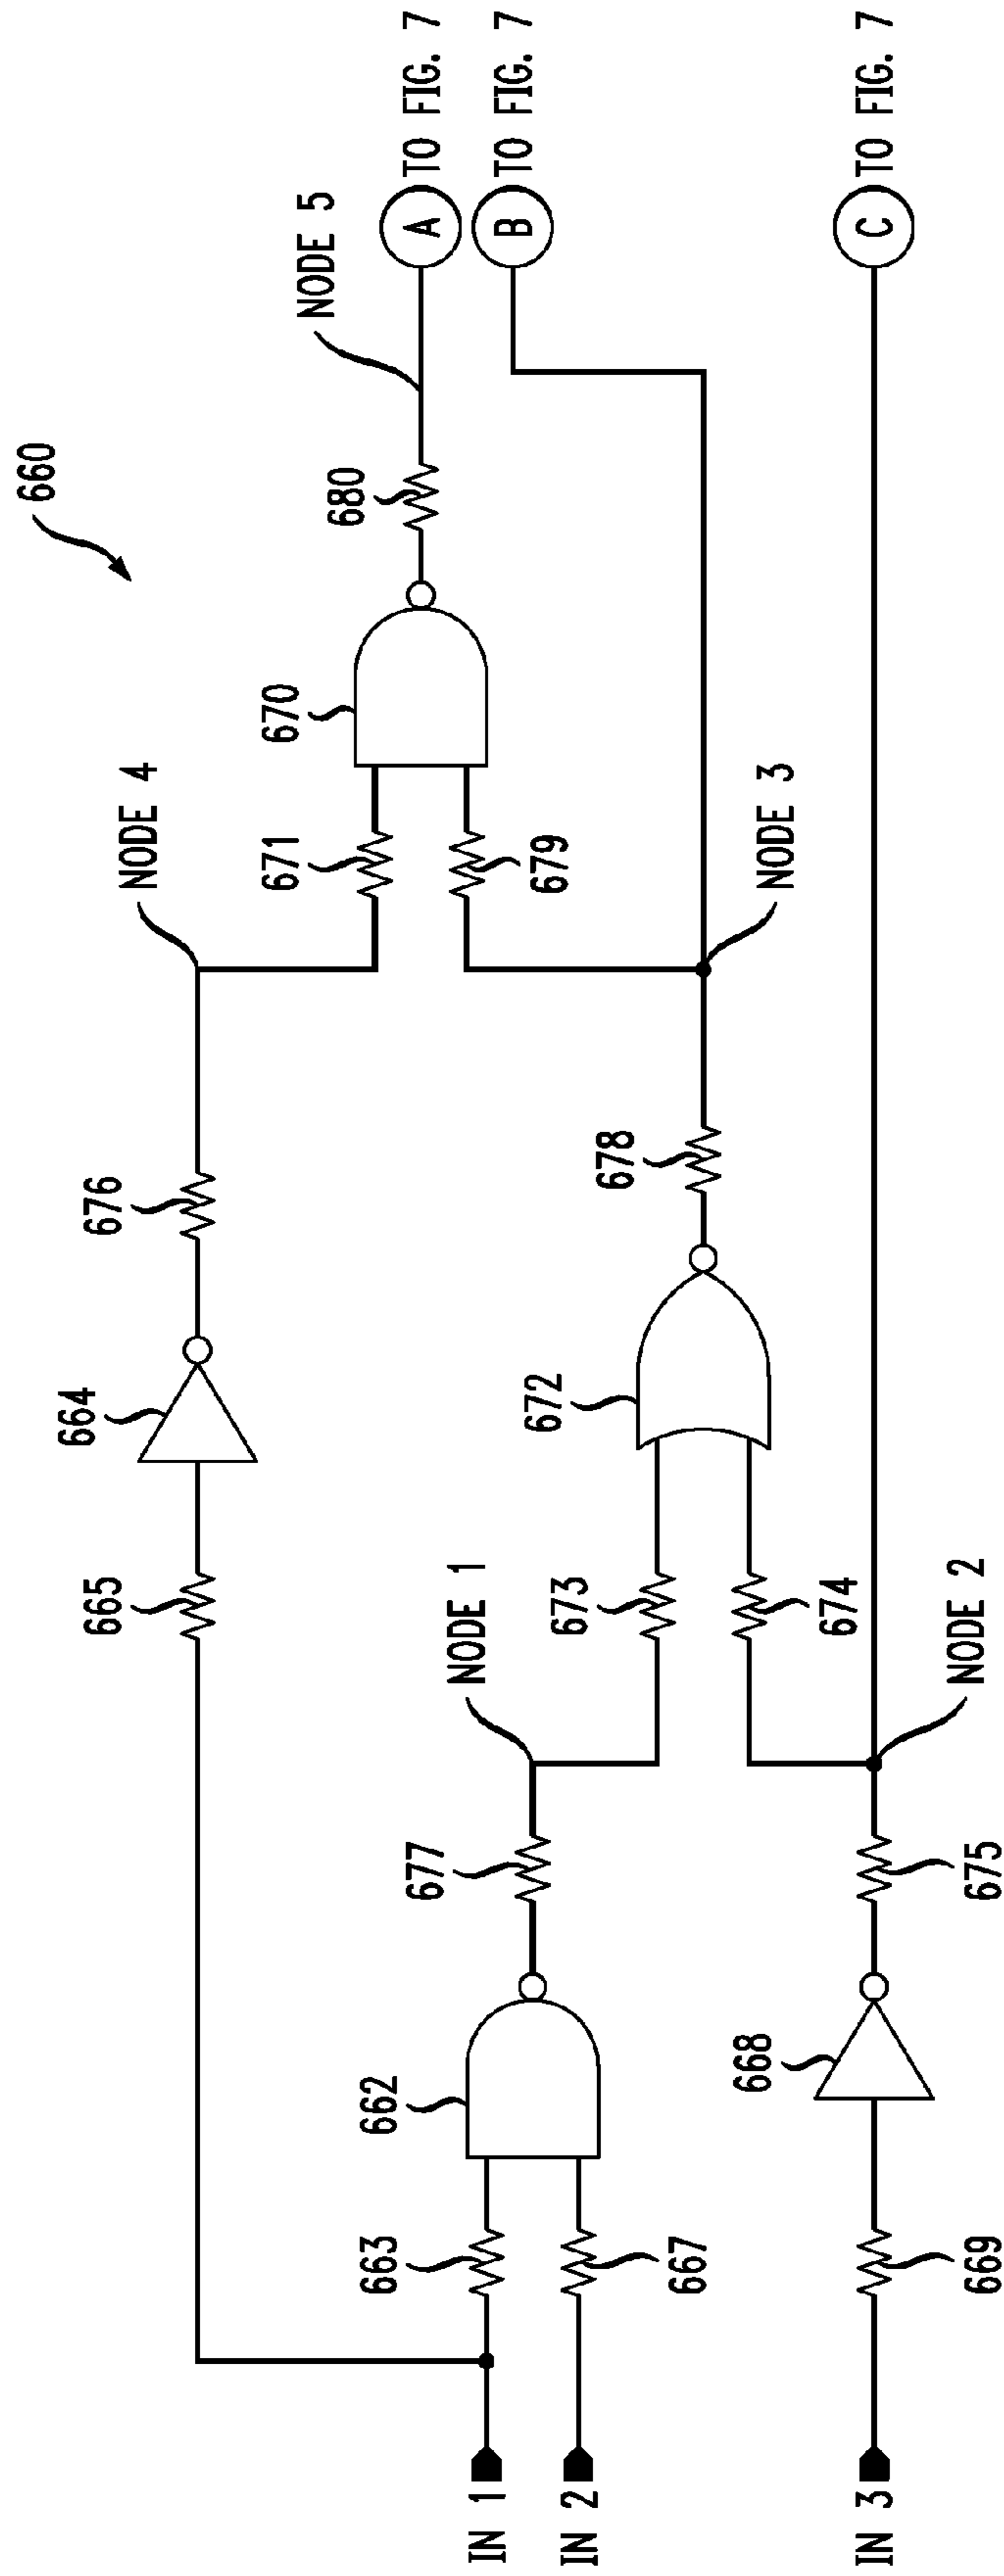 660
NODE 5
A TO FIG. 7
B TO FIG. 7
C TO FIG. 7
680
670
NODE 4
671
679
NODE 3
676
678
664
672
665
NODE 1
673
674
NODE 2
677
675
662
668
663
667
669
IN 1
IN 2
IN 3